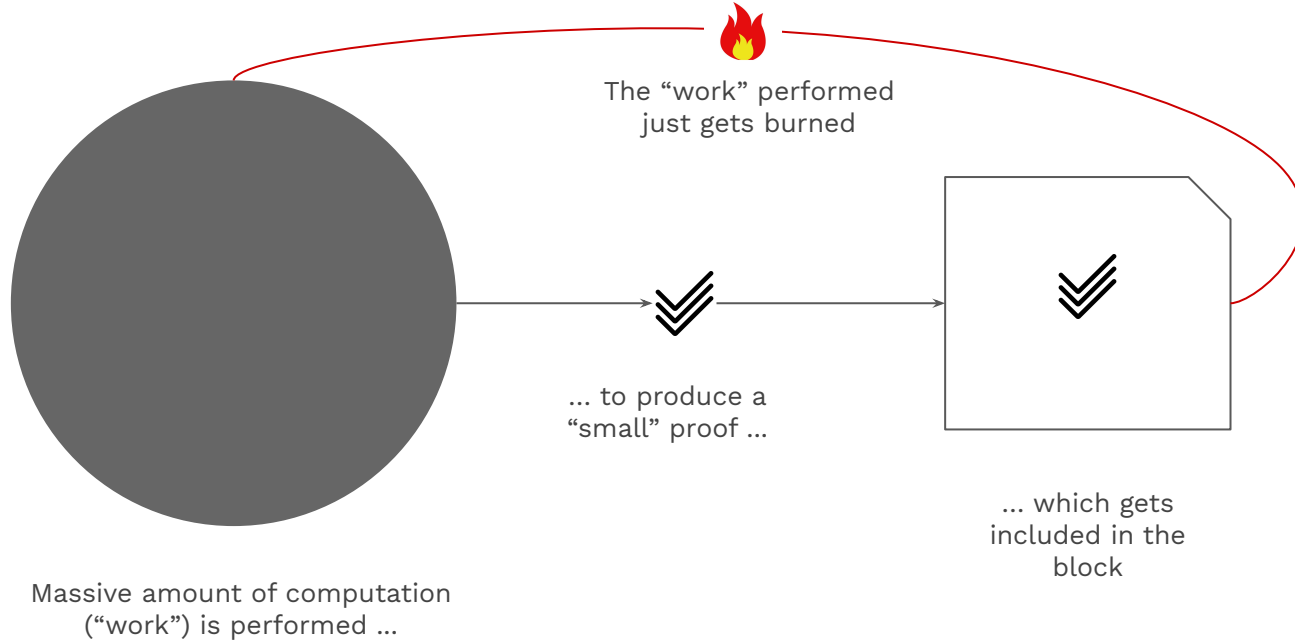 The “work” performed
just gets burned
... to produce a
“small” proof ...
... which gets
included in the
block
Massive amount of computation
(“work”) is performed ...